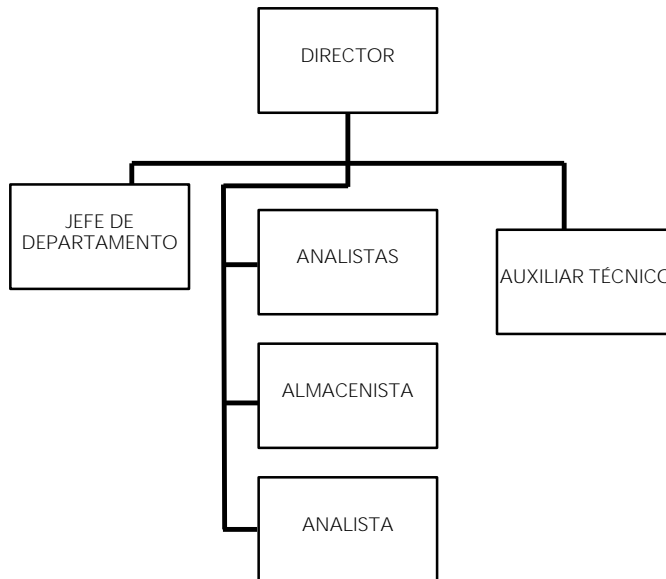 DIRECTOR
JEFE DE
DEPARTAMENTO
ANALISTAS
AUXILIAR TÉCNICO
ALMACENISTA
ANALISTA